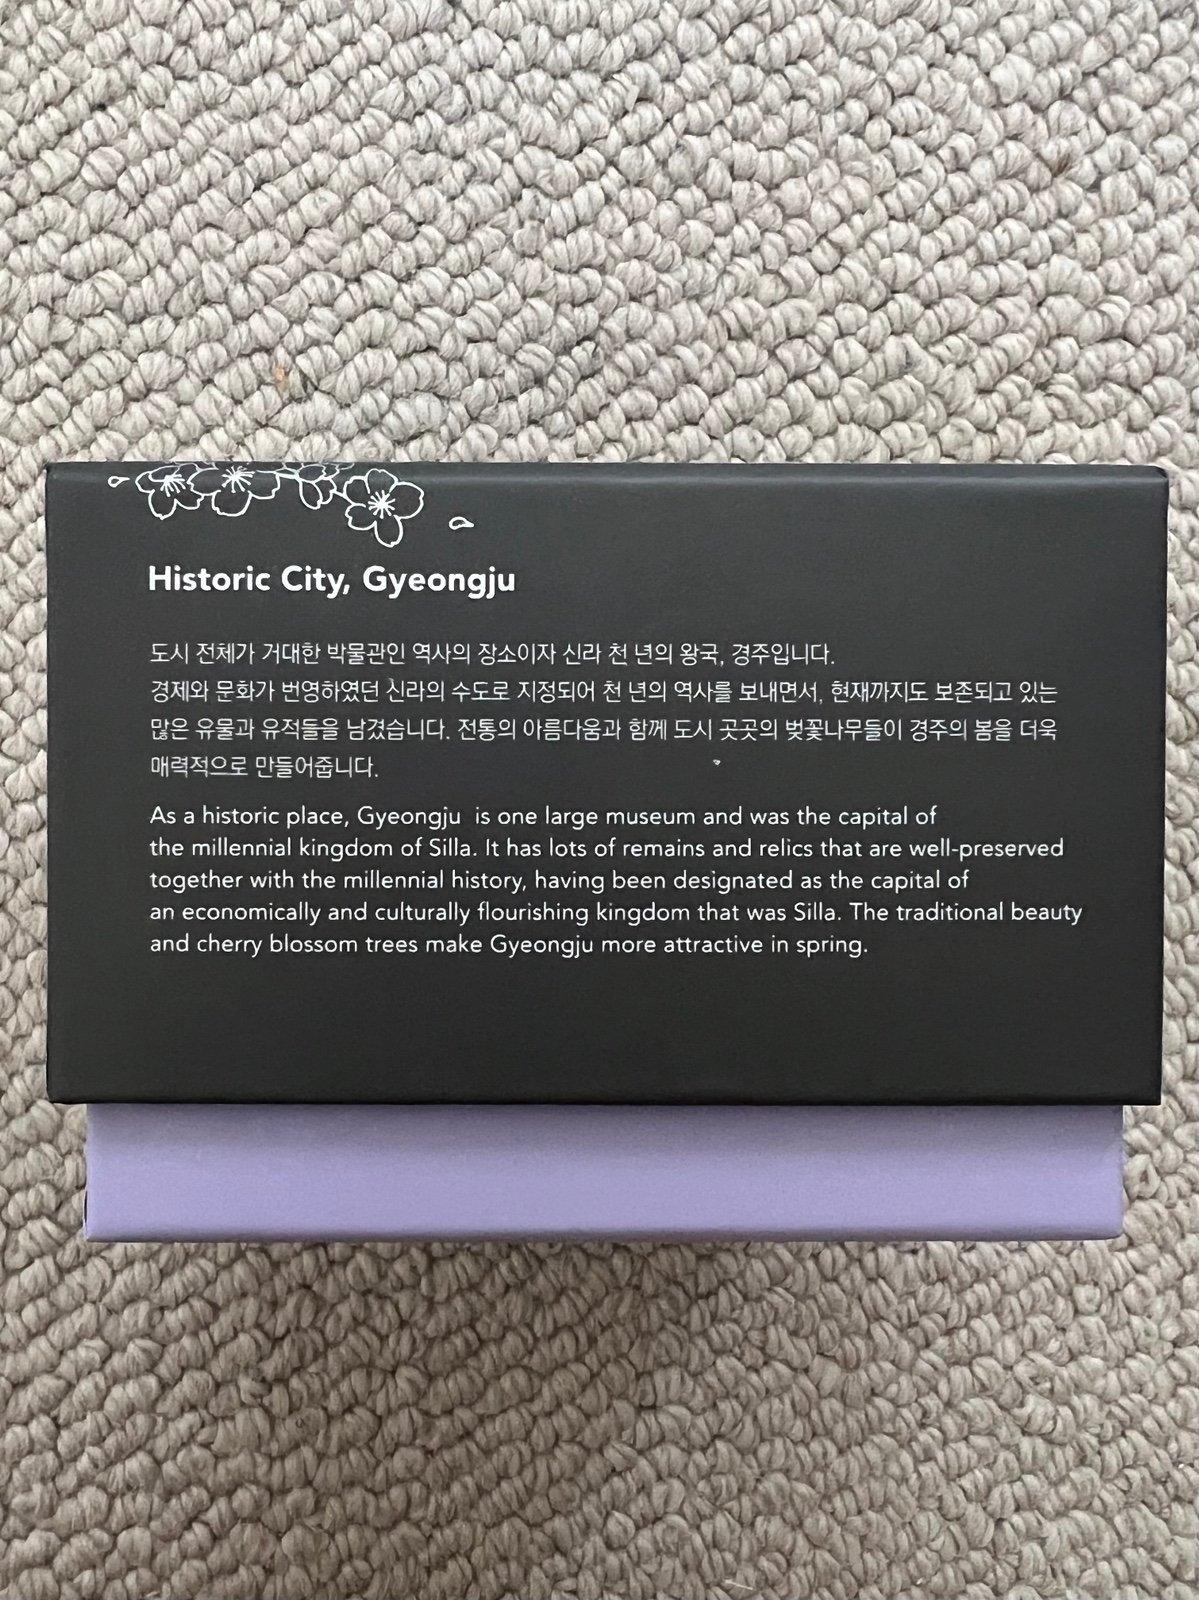 Historic City, Gyeongju
도시 전체가 거대한 박물관인 역사의 장소이자 신라 천 년의 왕국, 경주입니다.
경제와 문화가 번영하였던 신라의 수도로 지정되어 천 년의 역사를 보내면서, 현재까지도 보존되고 있는
많은 유물과 유적들을 남겼습니다. 전통의 아름다움과 함께 도시 곳곳의 벚꽃나무들이 경주의 봄을 더욱
매력적으로 만들어줍니다.
As a historic place, Gyeongju is one large museum and was the capital of
the millennial kingdom of Silla. It has lots of remains and relics that are well-preserved
together with the millennial history, having been designated as the capital of
an economically and culturally flourishing kingdom that was Silla. The traditional beauty
and cherry blossom trees make Gyeongju more attractive in spring.